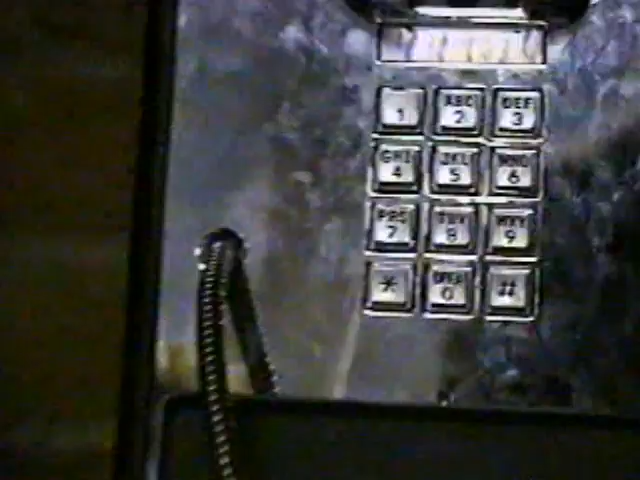 1 ABC 2 DEF 3
GHI 4 JKL 5 MNO 6
PRS 7 TUV 8 WXY 9
* OPER 0 #